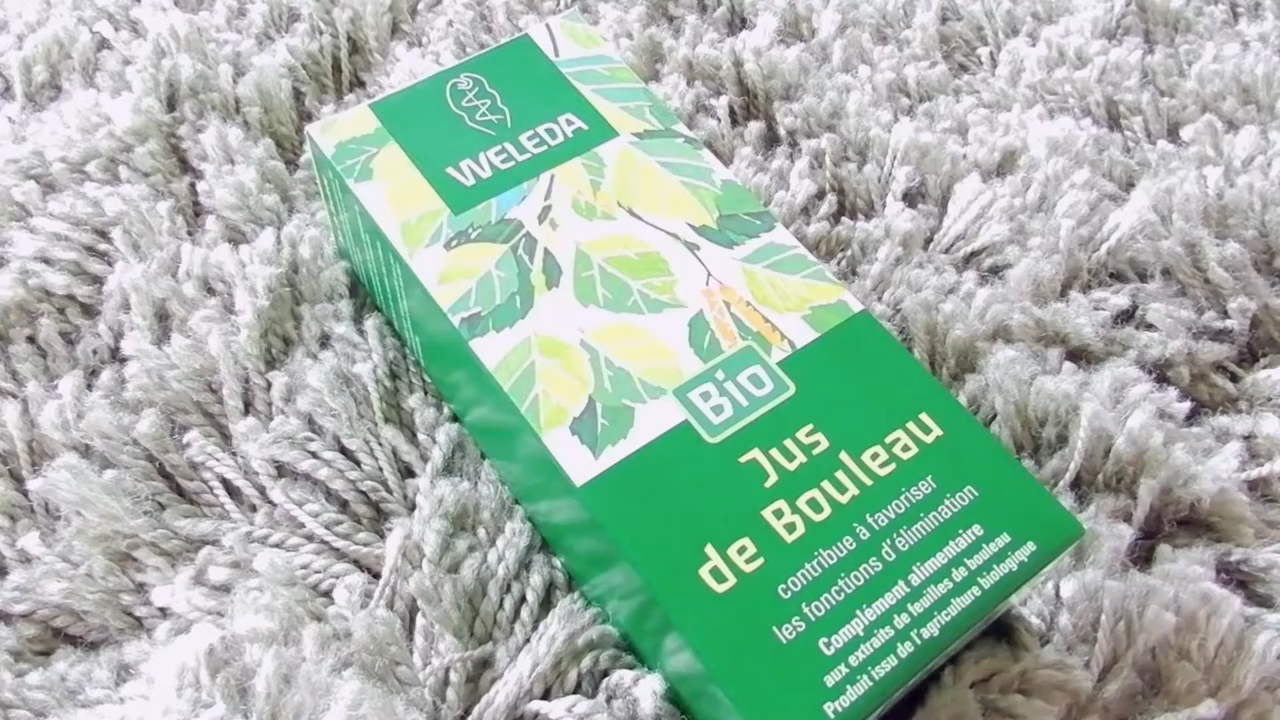 WELEDA
Bio
Jus
de Bouleau
contribue à favoriser
les fonctions d'élimination
Complément alimentaire
aux extraits de feuilles de bouleau
Produit issu de l'agriculture biologique